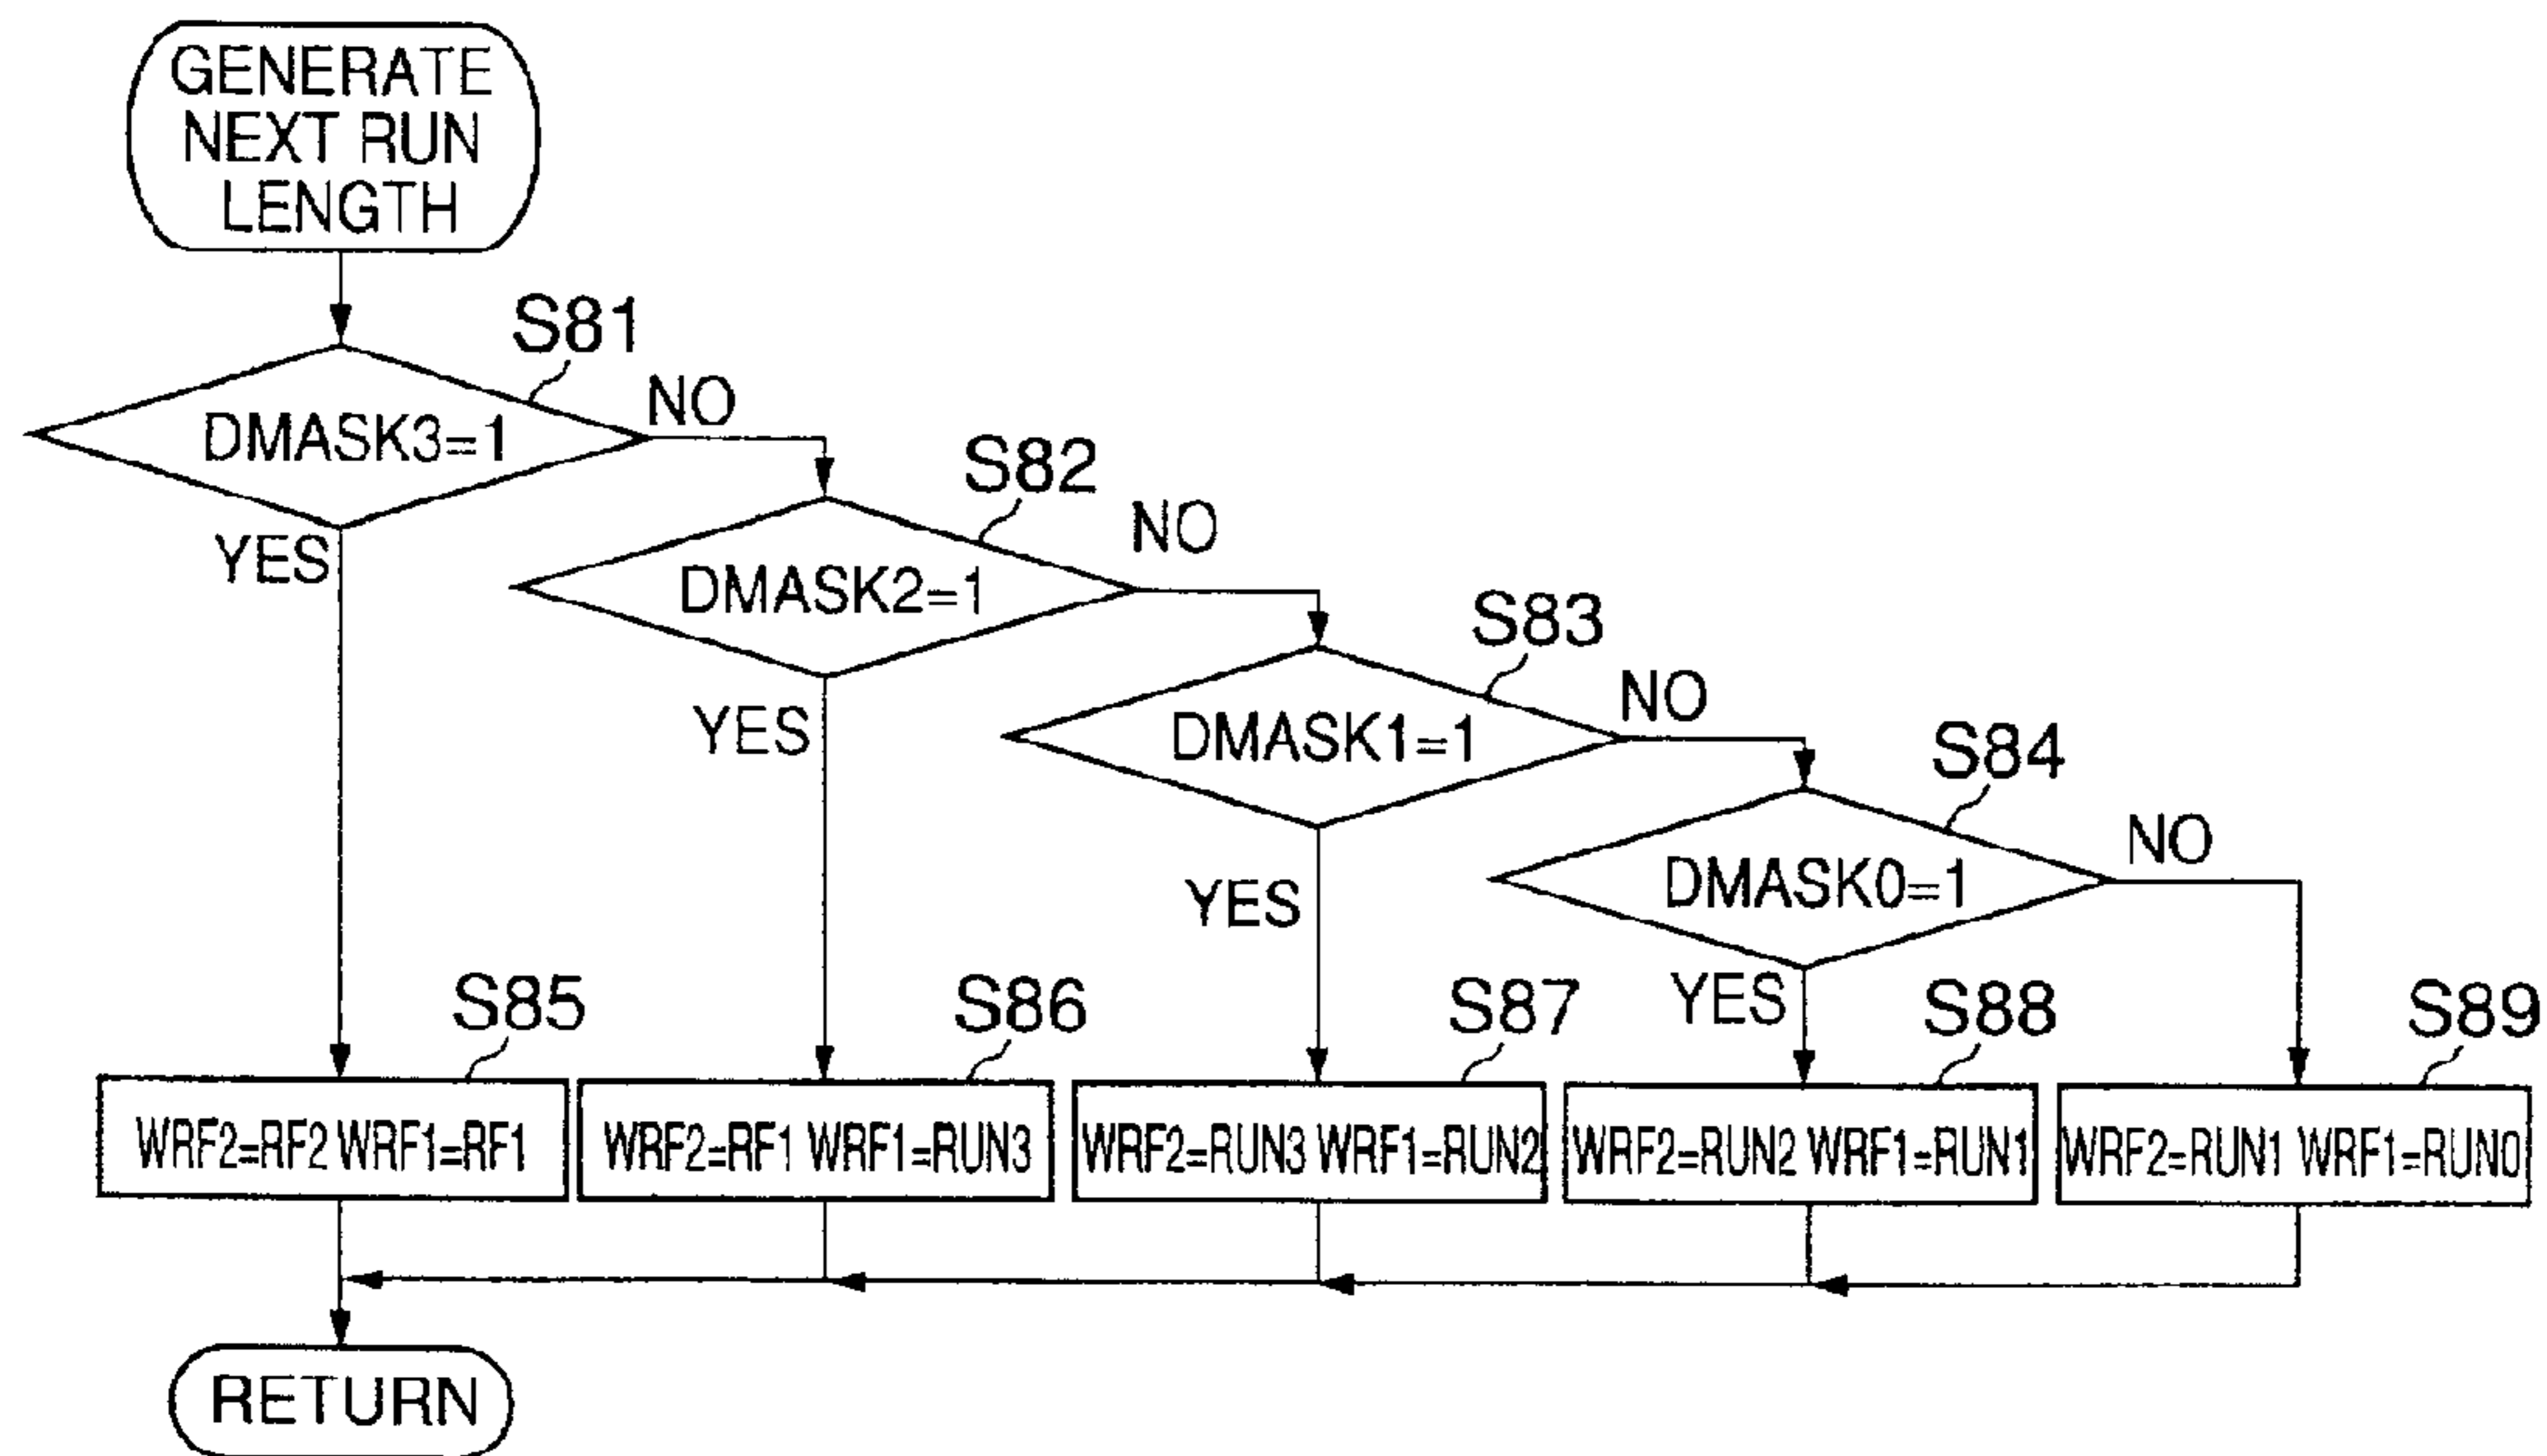 GENERATE
NEXT RUN
LENGTH
S81
DMASK3=1
NO
YES
S82
DMASK2=1
NO
YES
S83
DMASK1=1
NO
YES
S84
DMASK0=1
NO
YES
S85
WRF2=RF2 WRF1=RF1
S86
WRF2=RF1 WRF1=RUN3
S87
WRF2=RUN3 WRF1=RUN2
S88
WRF2=RUN2 WRF1=RUN1
S89
WRF2=RUN1 WRF1=RUN0
RETURN